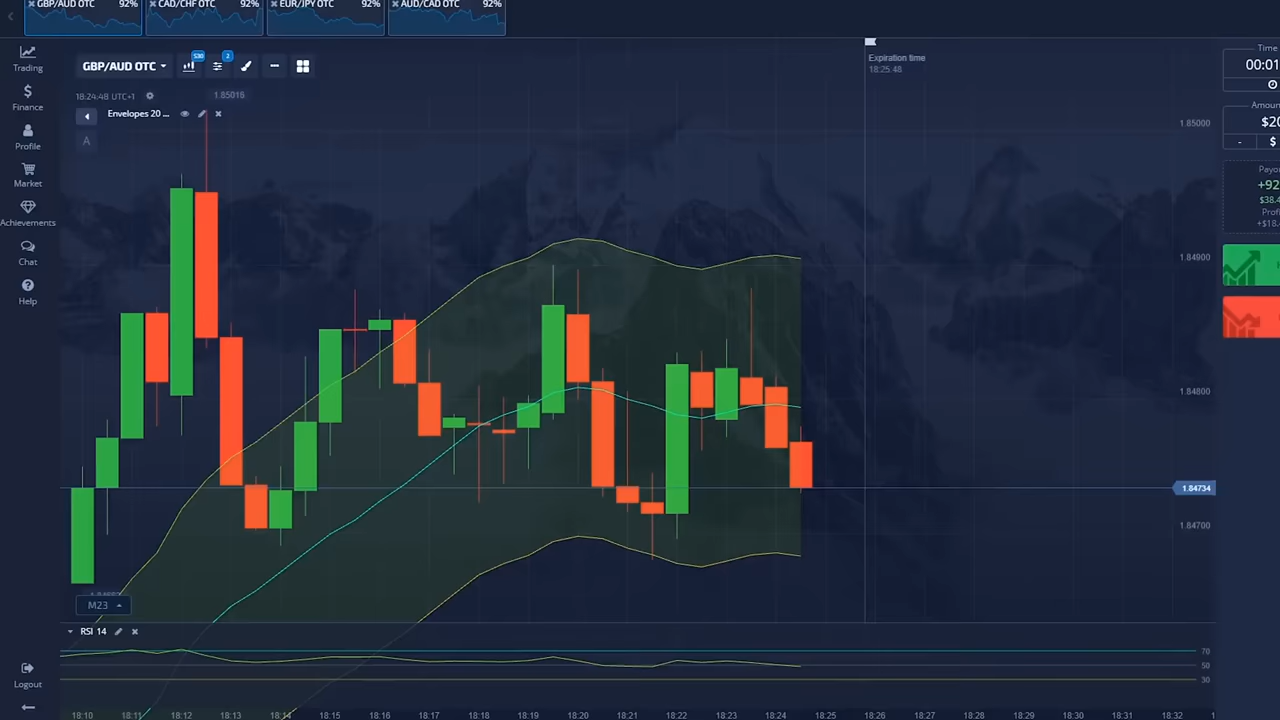 GBP/AUD OTC 92% CAD/CHF OTC 92% EUR/JPY OTC 92% AUD/CAD OTC 92%
Trading
Finance
Profile
Market
Achievements
Chat
Help
Logout
GBP/AUD OTC
S30
2
18:24:48 UTC+1
1.85016
Envelopes 20 ...
A
Expiration time
18:25:48
1.85000
1.84900
1.84800
1.84734
1.84700
M23
RSI 14
70
50
30
18:10 18:11 18:12 18:13 18:14 18:15 18:16 18:17 18:18 18:19 18:20 18:21 18:22 18:23 18:24 18:25 18:26 18:27 18:28 18:29 18:30 18:31 18:32
Time
00:01
Amoun
$20
- $
Payo
+92
$38.4
Profi
+$18.